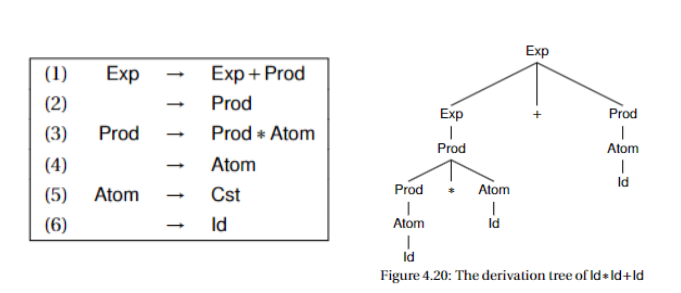 (1) Exp → Exp + Prod
(2) → Prod
(3) Prod → Prod * Atom
(4) → Atom
(5) Atom → Cst
(6) → Id
Exp
Exp + Prod
Prod Atom
Prod * Atom Id
Atom Id
Id
Figure 4.20: The derivation tree of Id*Id+Id